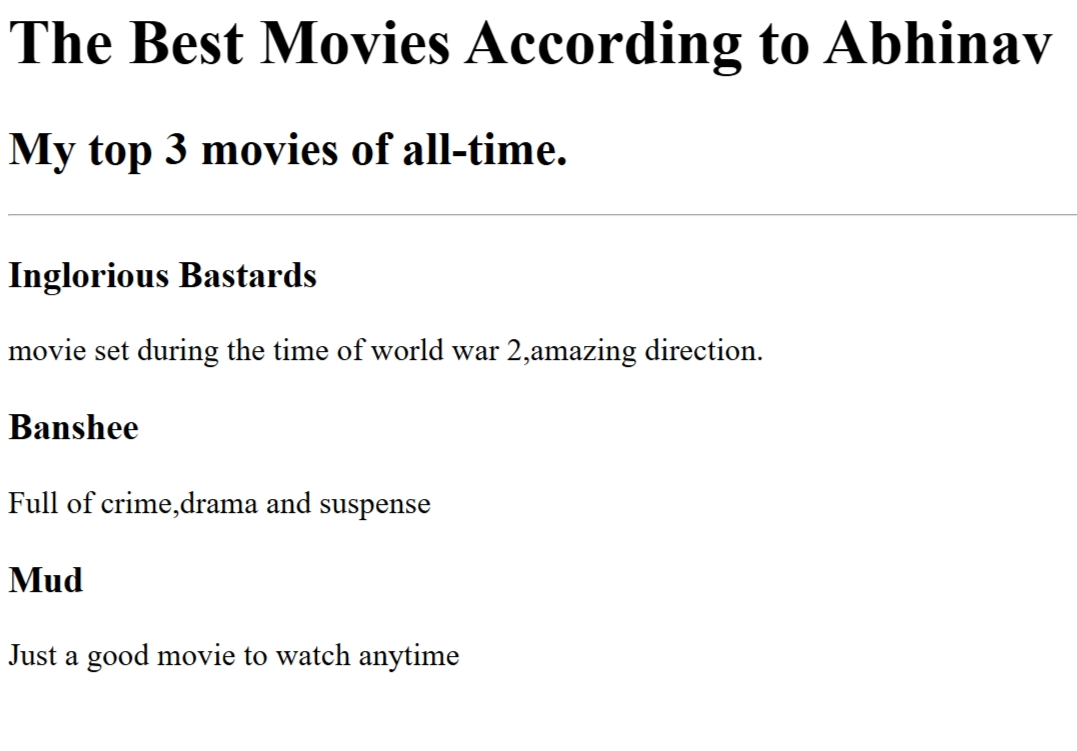 The Best Movies According to Abhinav
My top 3 movies of all-time.
Inglorious Bastards
movie set during the time of world war 2,amazing direction.
Banshee
Full of crime,drama and suspense
Mud
Just a good movie to watch anytime